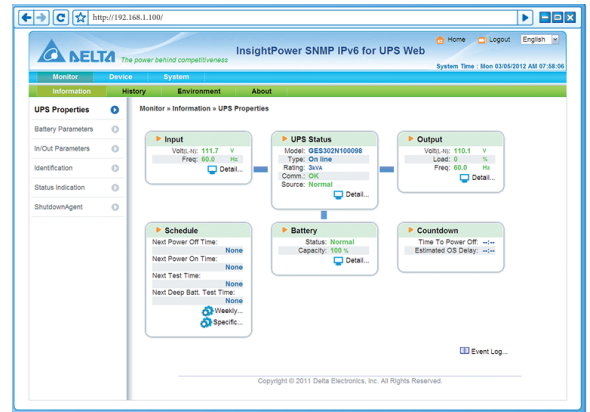 http://192.168.1.100/
Home Logout English
DELTA The power behind competitiveness
InsightPower SNMP IPv6 for UPS Web
System Time : Mon 03/05/2012 AM 07:58:06
Monitor Device System
Information History Environment About
UPS Properties
Battery Parameters
In/Out Parameters
Identification
Status Indication
ShutdownAgent
Monitor » Information » UPS Properties
Input
Volt(L-N): 111.7 V
Freq: 60.0 Hz
Detail...
UPS Status
Model: GES302N100098
Type: On line
Rating: 3kVA
Comm.: OK
Source: Normal
Detail...
Output
Volt(L-N): 110.1 V
Load: 0 %
Freq: 60.0 Hz
Detail...
Schedule
Next Power Off Time:
None
Next Power On Time:
None
Next Test Time:
None
Next Deep Batt. Test Time:
None
Weekly...
Specific...
Battery
Status: Normal
Capacity: 100 %
Detail...
Countdown
Time To Power Off: --:--
Estimated OS Delay: --:--
Event Log...
Copyright © 2011 Delta Electronics, Inc. All Rights Reserved.